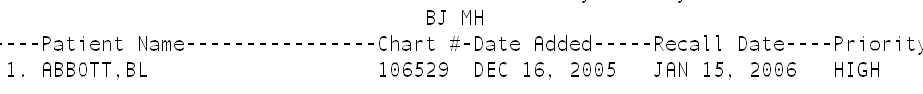 BJ MH
----Patient Name----------------Chart #-Date Added-----Recall Date----Priority
1. ABBOTT,BL 106529 DEC 16, 2005 JAN 15, 2006 HIGH